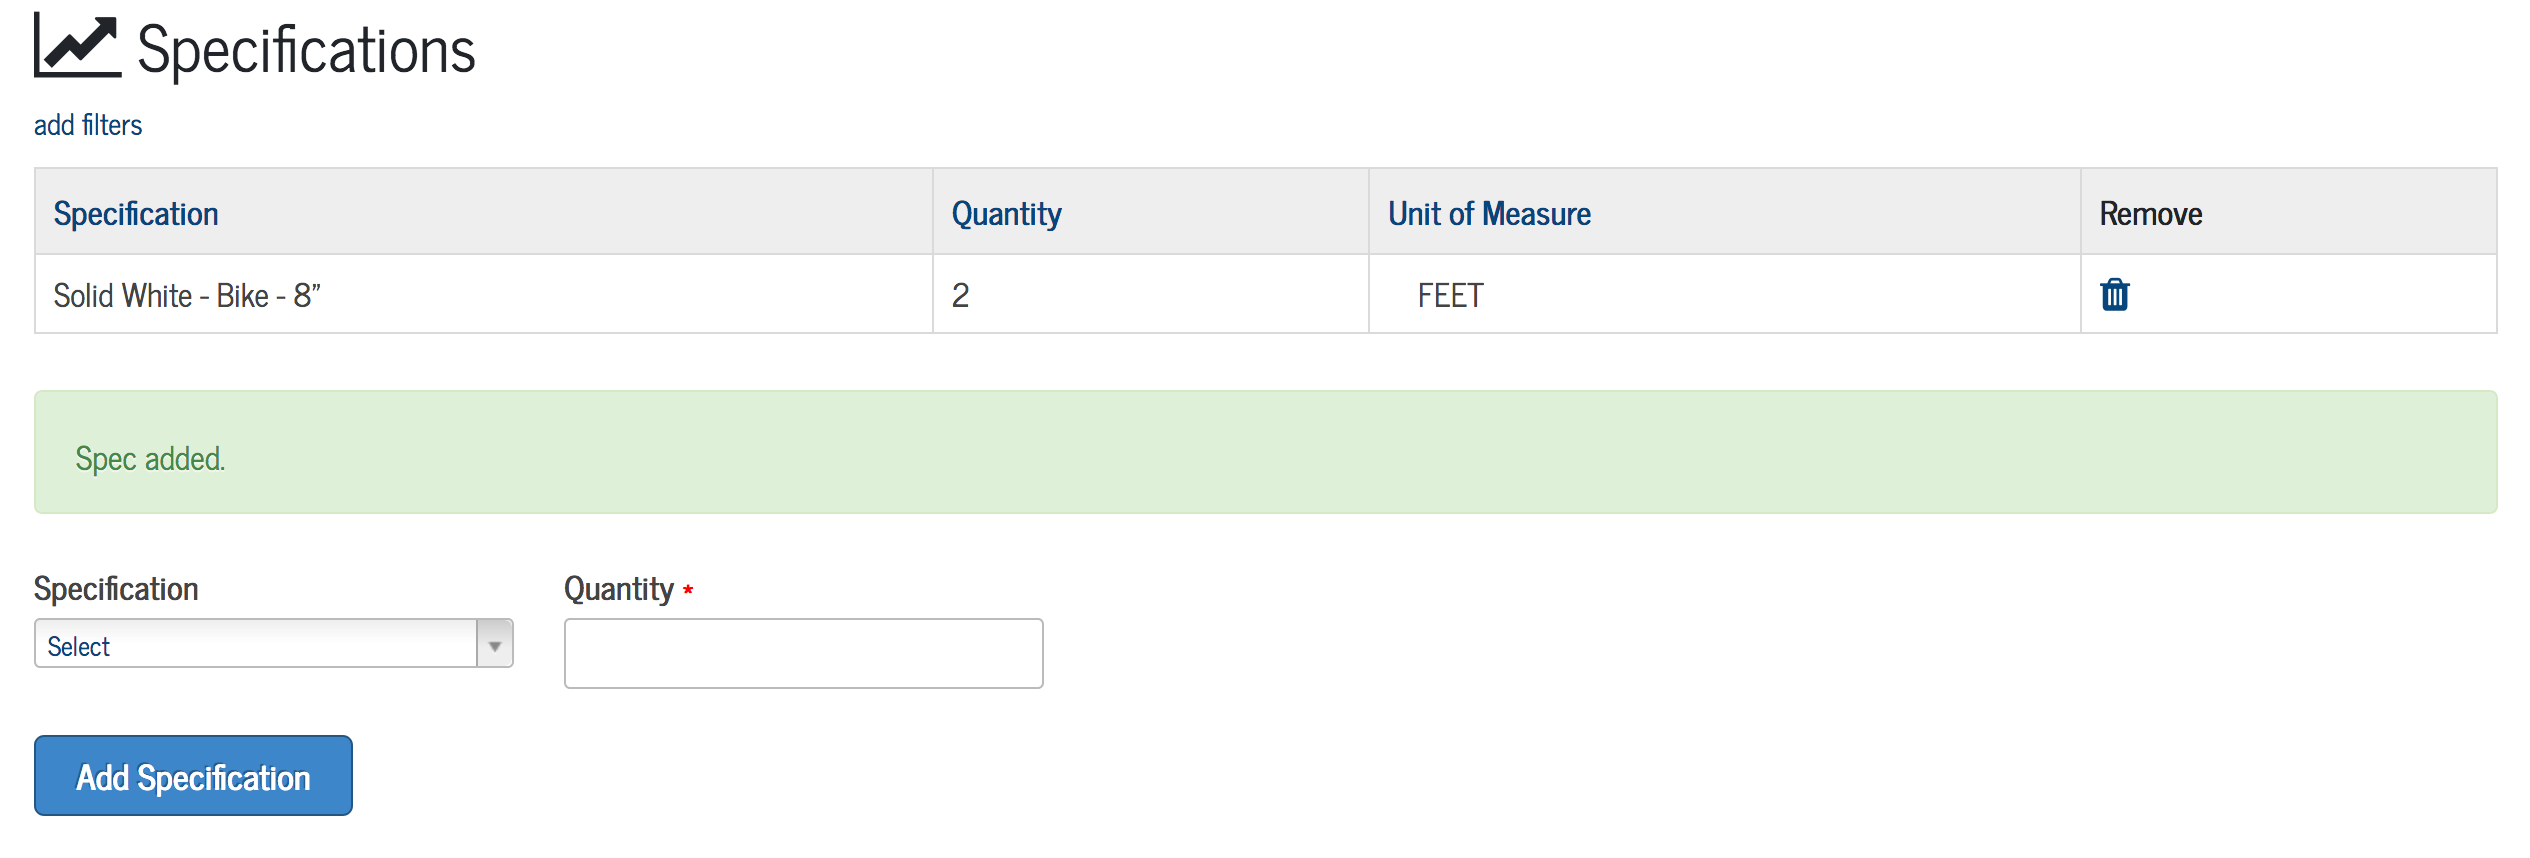 Specifications
add filters
Specification Quantity Unit of Measure Remove
Solid White - Bike - 8” 2 FEET
Spec added.
Specification Quantity *
Select
Add Specification